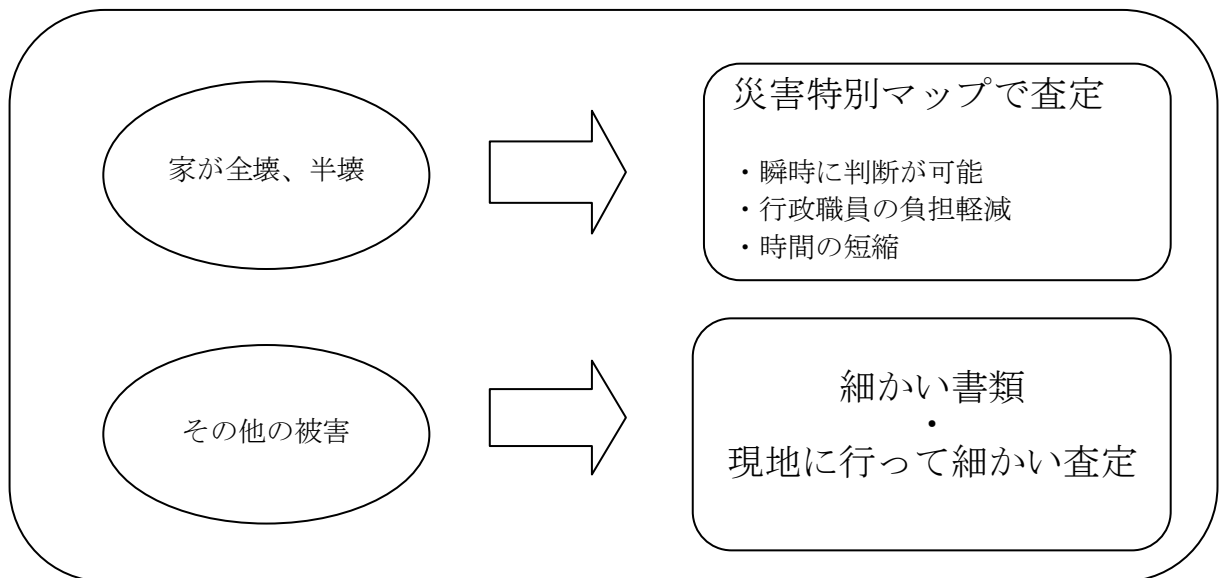 家が全壊、半壊
災害特別マップで査定
・瞬時に判断が可能
・行政職員の負担軽減
・時間の短縮
その他の被害
細かい書類
・
現地に行って細かい査定